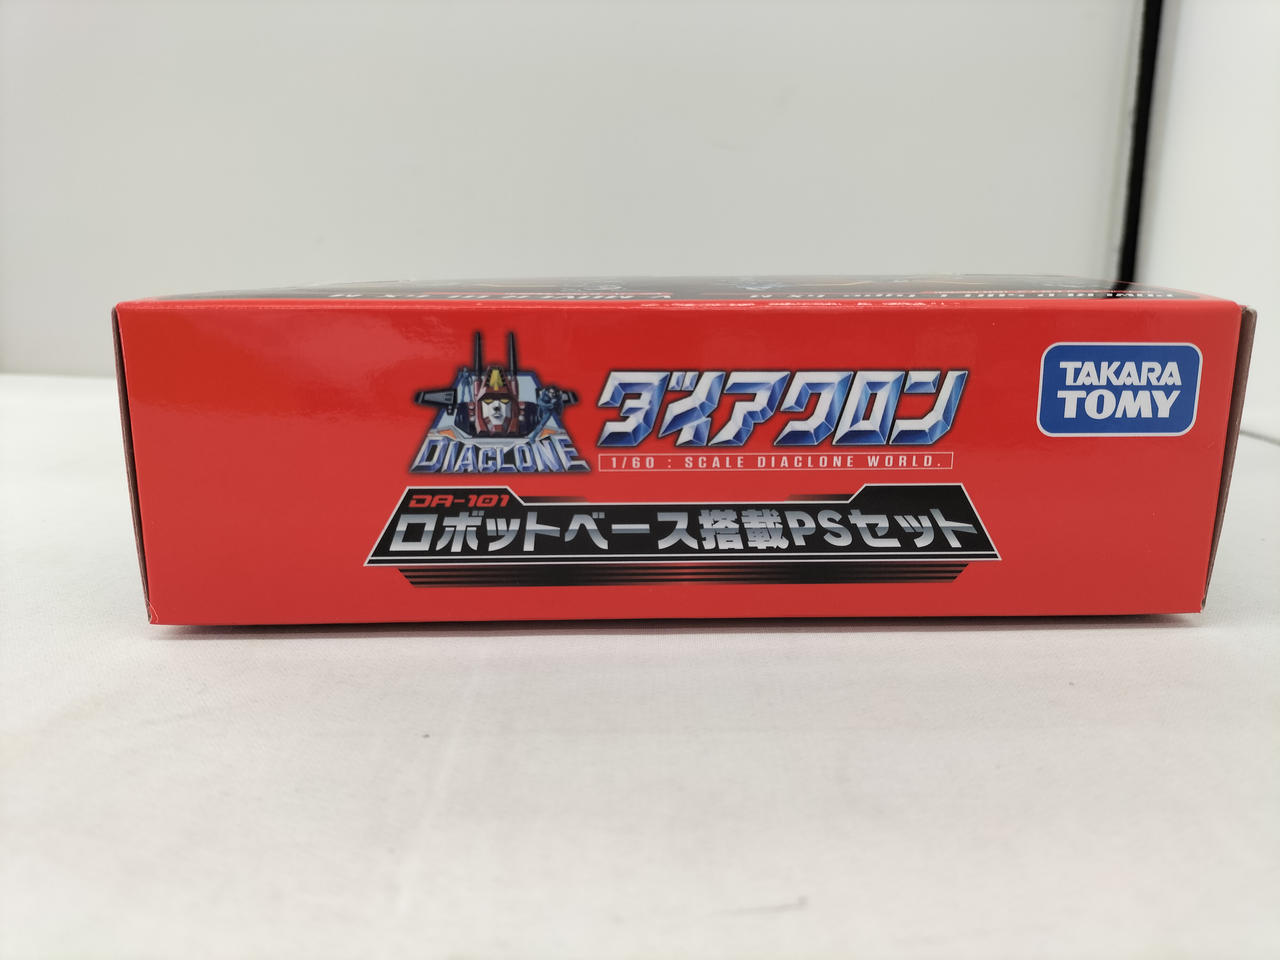 DIACLONE
ダイアクロン
1/60 : SCALE DIACLONE WORLD.
TAKARA
TOMY
DA-101
ロボットベース搭載PSセット